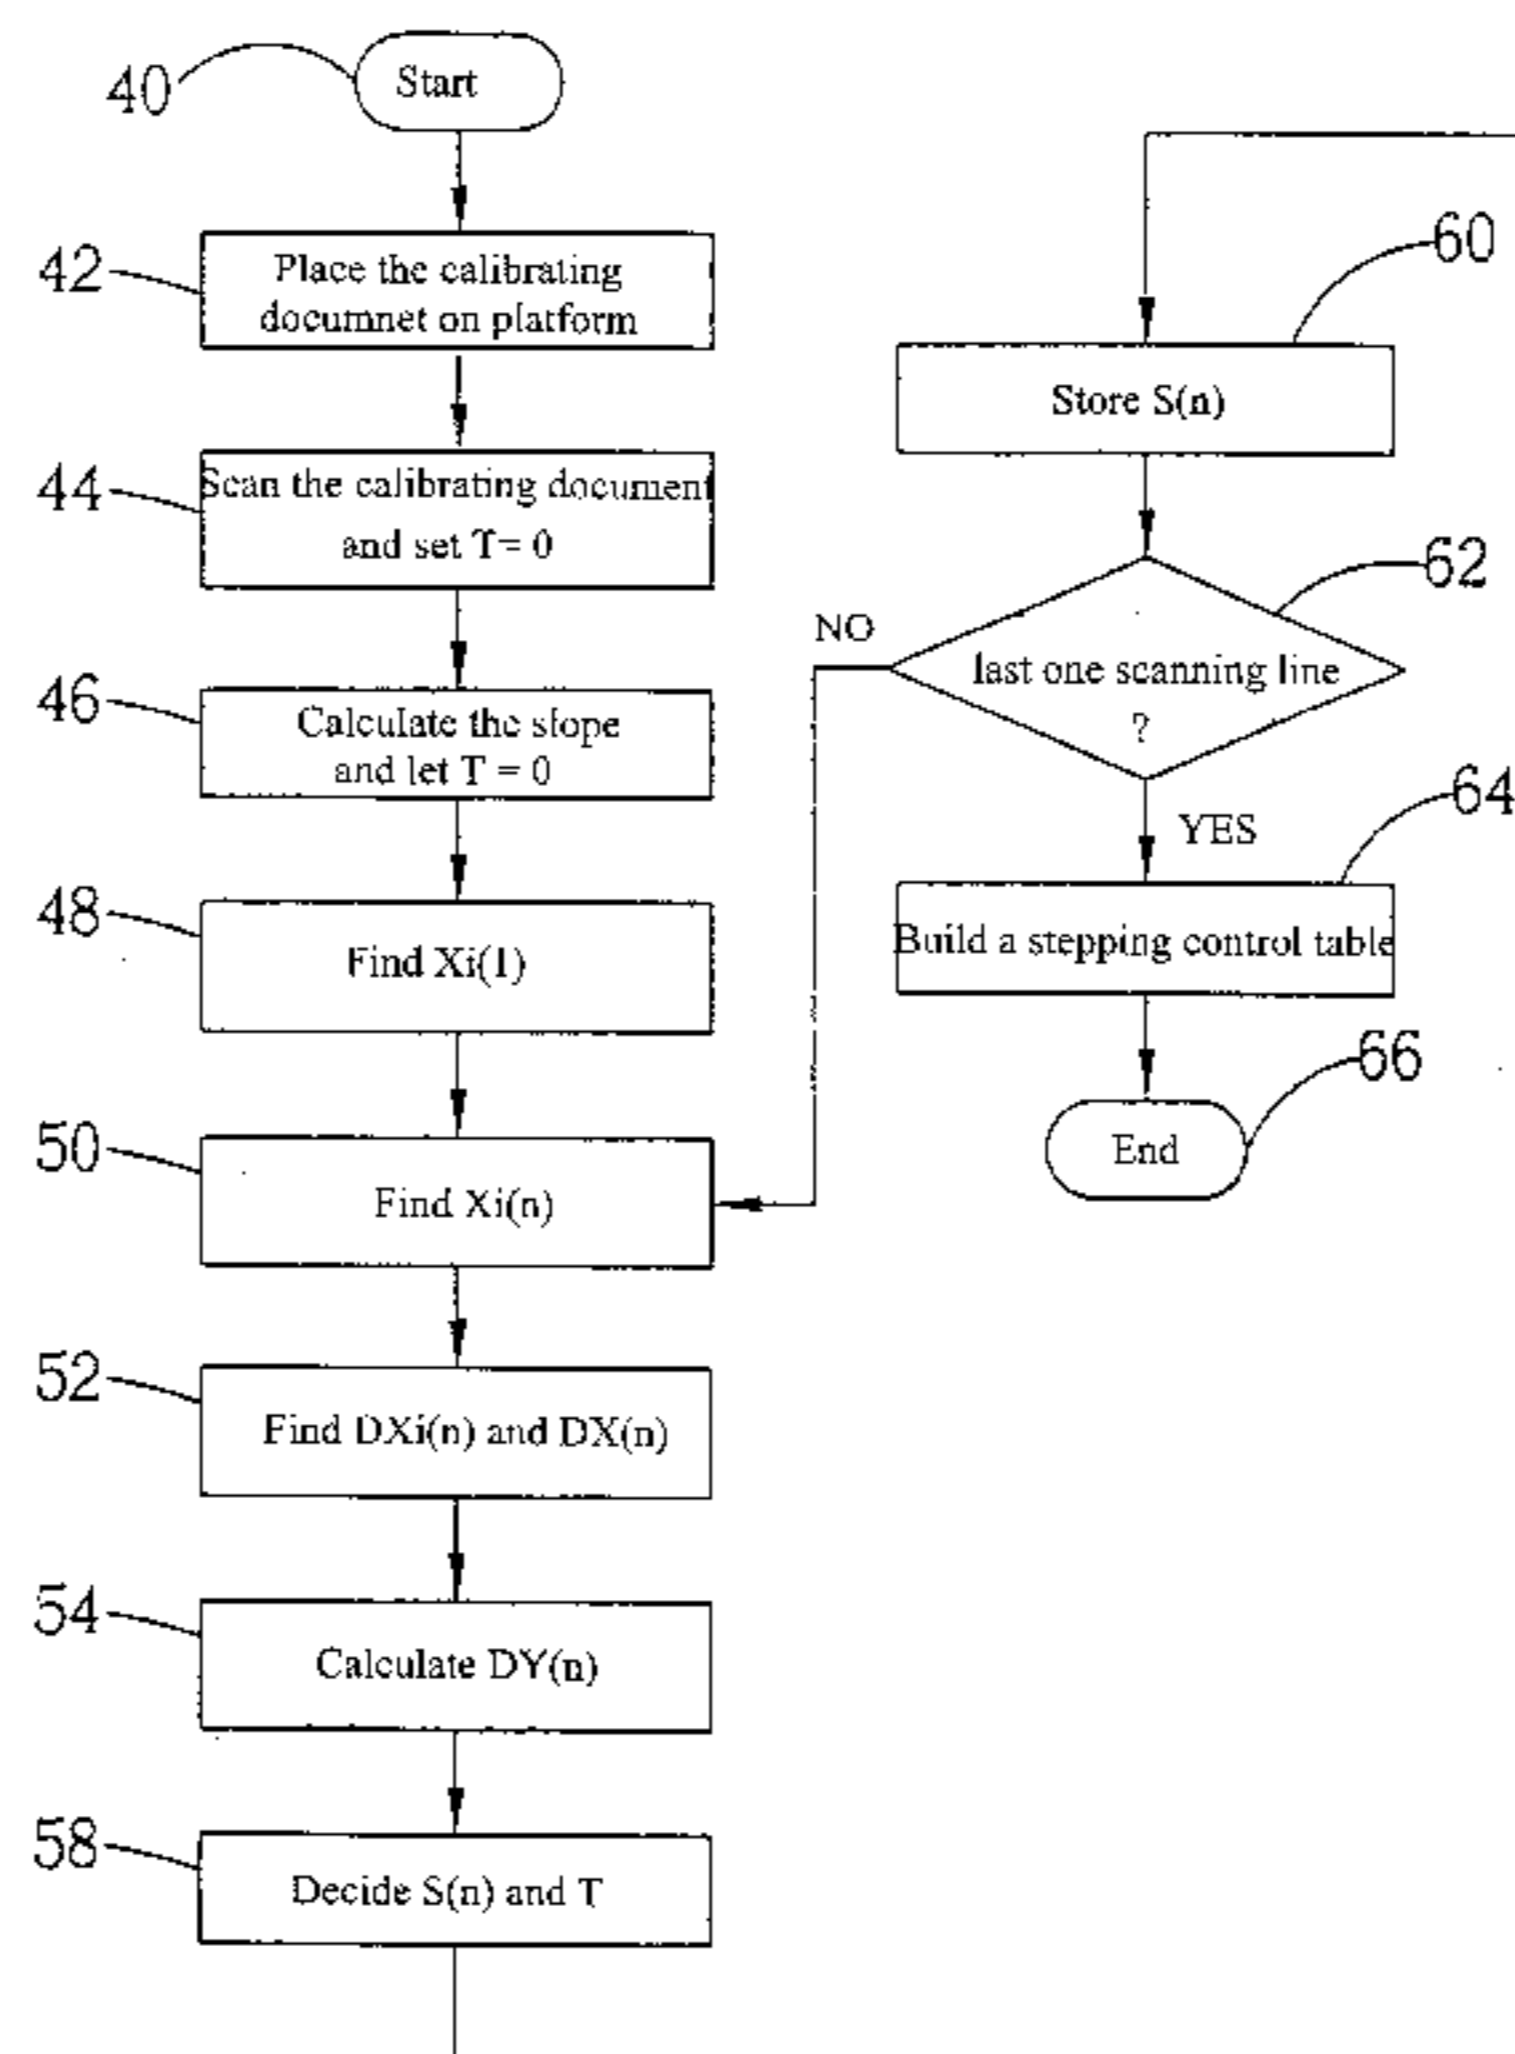 40
Start
42
Place the calibrating
documnet on platform
44
Scan the calibrating document
and set T= 0
46
Calculate the slope
and let T = 0
48
Find Xi(1)
50
Find Xi(n)
52
Find DXi(n) and DX(n)
54
Calculate DY(n)
58
Decide S(n) and T
60
Store S(n)
62
NO
last one scanning line
?
64
YES
Build a stepping control table
66
End